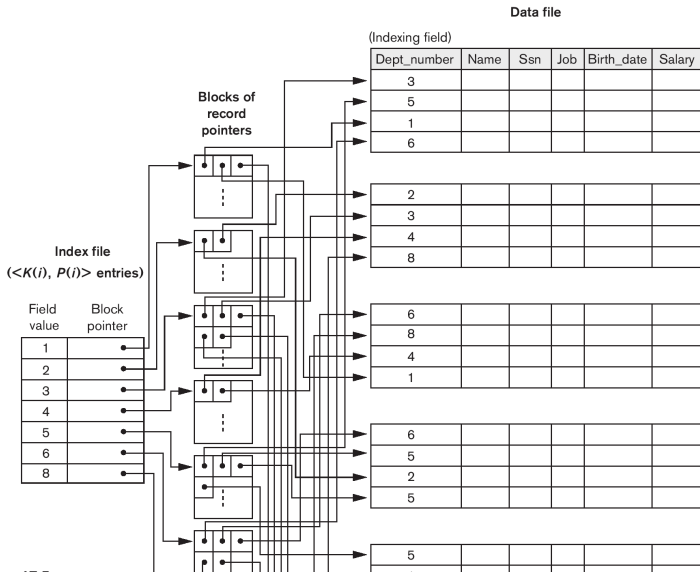 Data file
(Indexing field)
Dept_number Name Ssn Job Birth_date Salary
3
5
1
6
Blocks of
record
pointers
2
3
4
8
Index file
(<K(i), P(i)> entries)
Field
value
Block
pointer
1
2
3
4
5
6
8
6
8
4
1
6
5
2
5
5